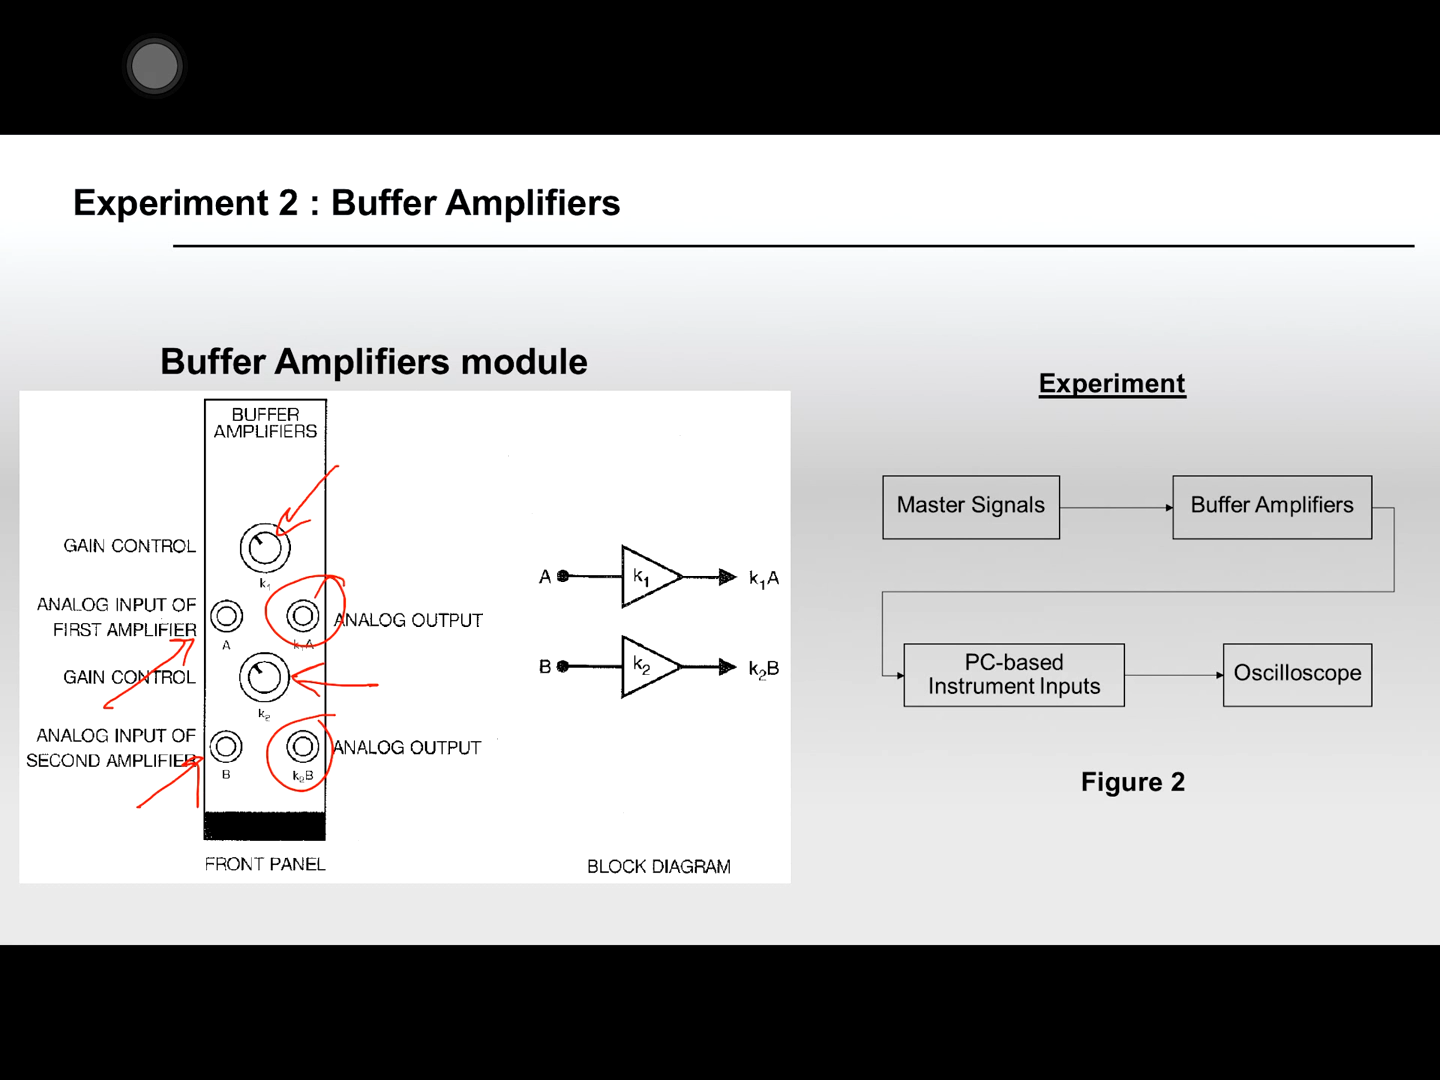 Experiment 2 : Buffer Amplifiers
Buffer Amplifiers module
BUFFER
AMPLIFIERS
GAIN CONTROL
k₁
ANALOG INPUT OF
FIRST AMPLIFIER
A
k₁A
ANALOG OUTPUT
GAIN CONTROL
k₂
ANALOG INPUT OF
SECOND AMPLIFIER
B
k₂B
ANALOG OUTPUT
FRONT PANEL
A
k₁
k₁A
B
k₂
k₂B
BLOCK DIAGRAM
Experiment
Master Signals
Buffer Amplifiers
PC-based
Instrument Inputs
Oscilloscope
Figure 2